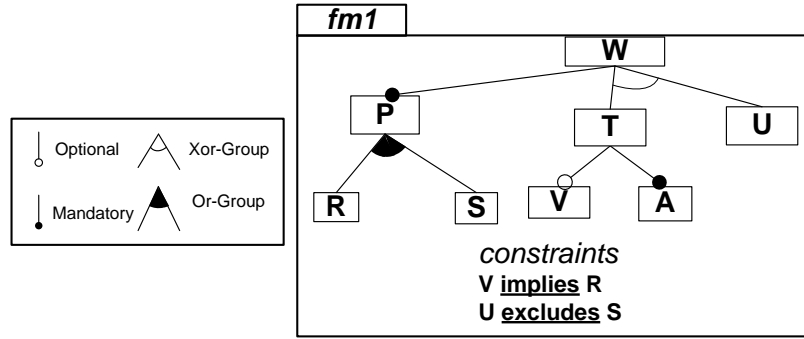 fm1
W
P
T
U
R
S
V
A
Optional
Xor-Group
Mandatory
Or-Group
constraints
V implies R
U excludes S